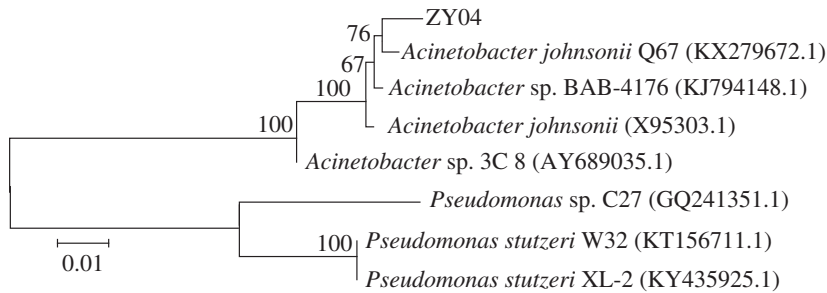 ZY04
76
Acinetobacter johnsonii Q67 (KX279672.1)
67
Acinetobacter sp. BAB-4176 (KJ794148.1)
100
Acinetobacter johnsonii (X95303.1)
100
Acinetobacter sp. 3C 8 (AY689035.1)
Pseudomonas sp. C27 (GQ241351.1)
100
Pseudomonas stutzeri W32 (KT156711.1)
0.01
Pseudomonas stutzeri XL-2 (KY435925.1)